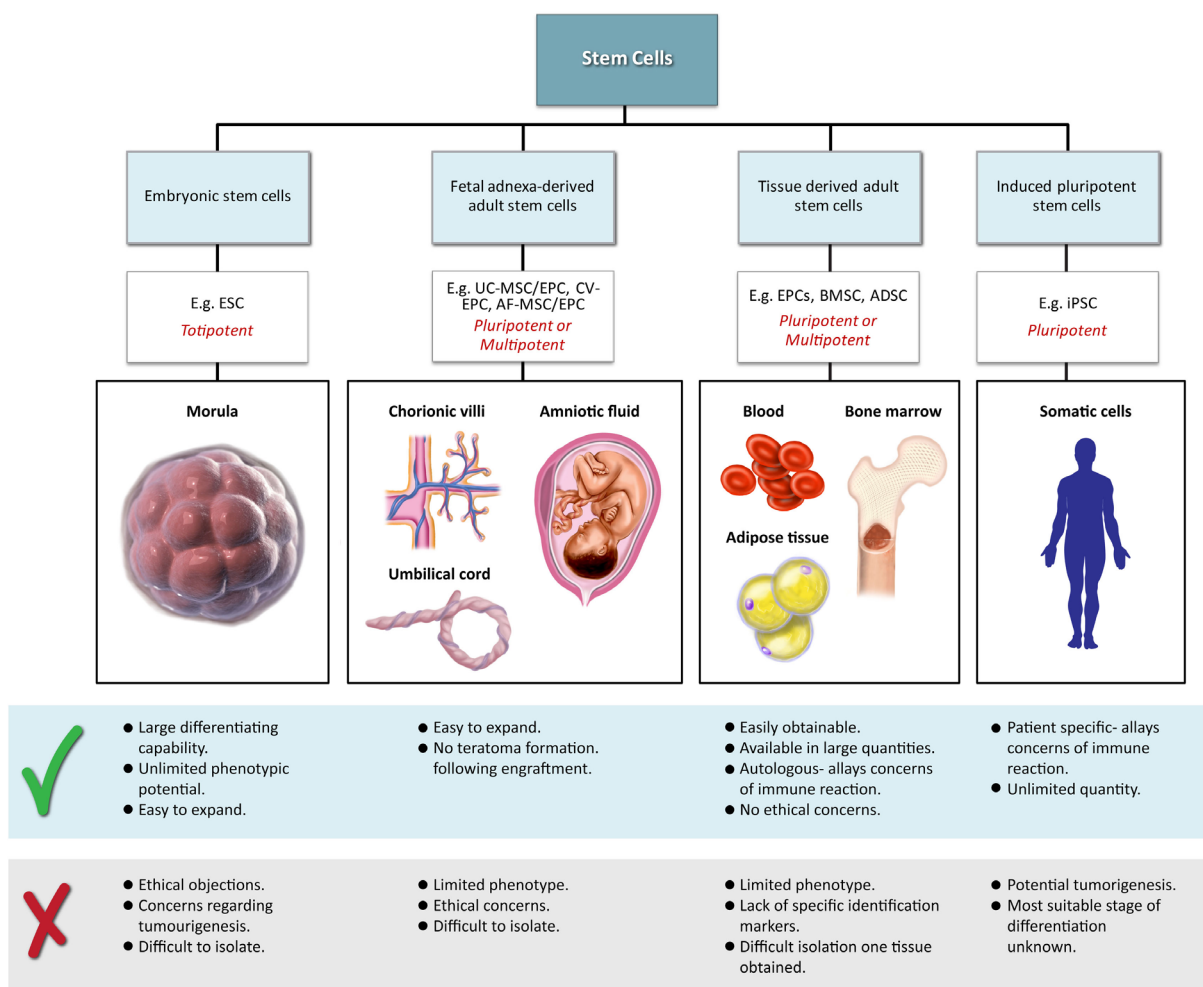 Stem Cells
Embryonic stem cells
Fetal adnexa-derived
adult stem cells
Tissue derived adult
stem cells
Induced pluripotent
stem cells
E.g. ESC
Totipotent
E.g. UC-MSC/EPC, CV-
EPC, AF-MSC/EPC
Pluripotent or
Multipotent
E.g. EPCs, BMSC, ADSC
Pluripotent or
Multipotent
E.g. iPSC
Pluripotent
Morula
Chorionic villi
Amniotic fluid
Umbilical cord
Blood
Bone marrow
Adipose tissue
Somatic cells
● Large differentiating
capability.
● Unlimited phenotypic
potential.
● Easy to expand.
● Easy to expand.
● No teratoma formation.
following engraftment.
● Easily obtainable.
● Available in large quantities.
● Autologous- allays concerns
of immune reaction.
● No ethical concerns.
● Patient specific- allays
concerns of immune
reaction.
● Unlimited quantity.
● Ethical objections.
● Concerns regarding
tumourigenesis.
● Difficult to isolate.
● Limited phenotype.
● Ethical concerns.
● Difficult to isolate.
● Limited phenotype.
● Lack of specific identification
markers.
● Difficult isolation one tissue
obtained.
● Potential tumorigenesis.
● Most suitable stage of
differentiation
unknown.